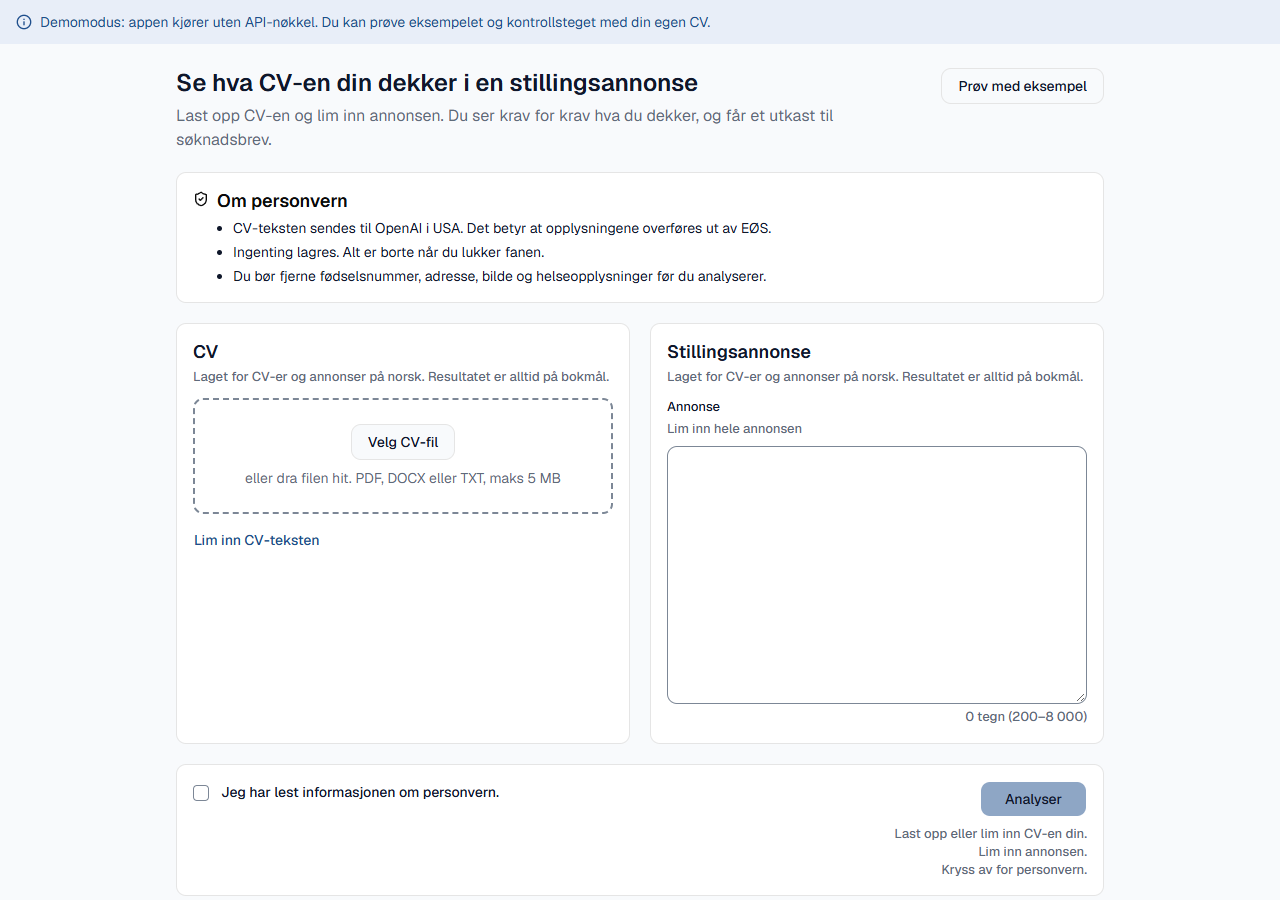 Demomodus: appen kjører uten API-nøkkel. Du kan prøve eksempelet og kontrollsteget med din egen CV.
Se hva CV-en din dekker i en stillingsannonse
Prøv med eksempel
Last opp CV-en og lim inn annonsen. Du ser krav for krav hva du dekker, og får et utkast til
søknadsbrev.
Om personvern
• CV-teksten sendes til OpenAI i USA. Det betyr at opplysningene overføres ut av EØS.
• Ingenting lagres. Alt er borte når du lukker fanen.
• Du bør fjerne fødselsnummer, adresse, bilde og helseopplysninger før du analyserer.
CV
Laget for CV-er og annonser på norsk. Resultatet er alltid på bokmål.
Velg CV-fil
eller dra filen hit. PDF, DOCX eller TXT, maks 5 MB
Lim inn CV-teksten
Stillingsannonse
Laget for CV-er og annonser på norsk. Resultatet er alltid på bokmål.
Annonse
Lim inn hele annonsen
0 tegn (200–8 000)
Jeg har lest informasjonen om personvern.
Analyser
Last opp eller lim inn CV-en din.
Lim inn annonsen.
Kryss av for personvern.